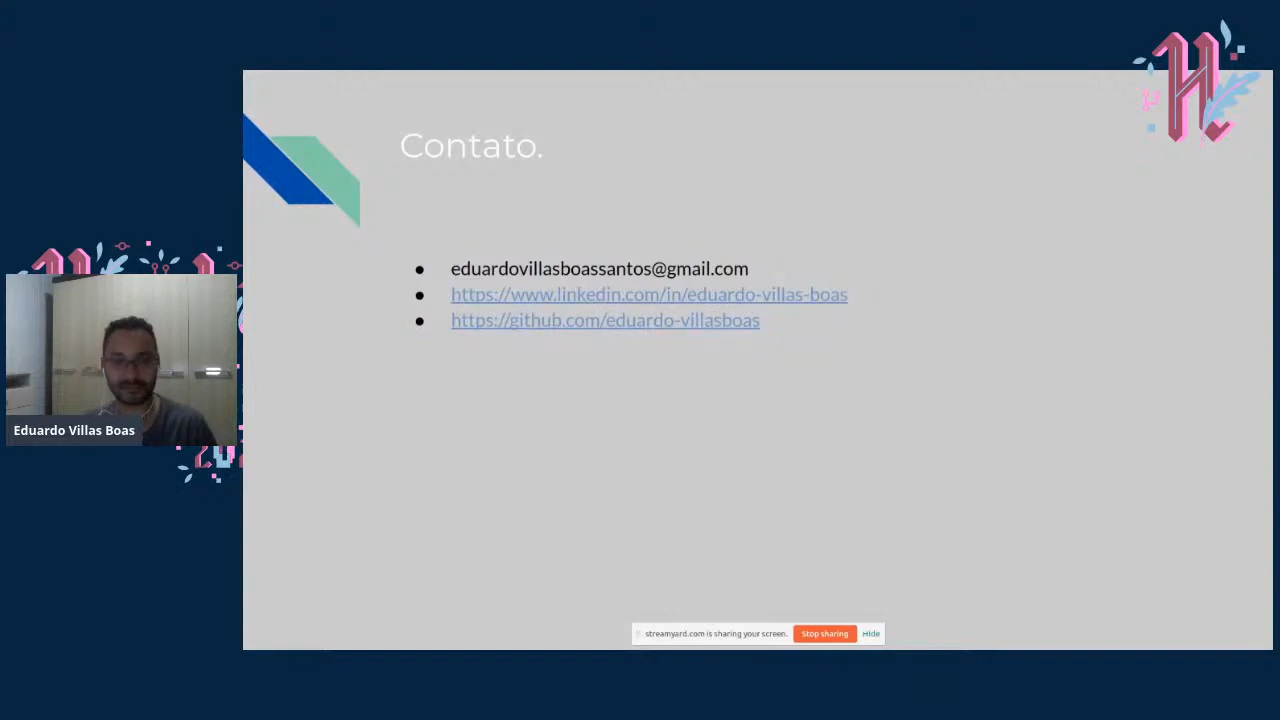 Contato.
eduardovillasboassantos@gmail.com
https://www.linkedin.com/in/eduardo-villas-boas
https://github.com/eduardo-villasboas
Eduardo Villas Boas
streamyard.com is sharing your screen. Stop sharing Hide